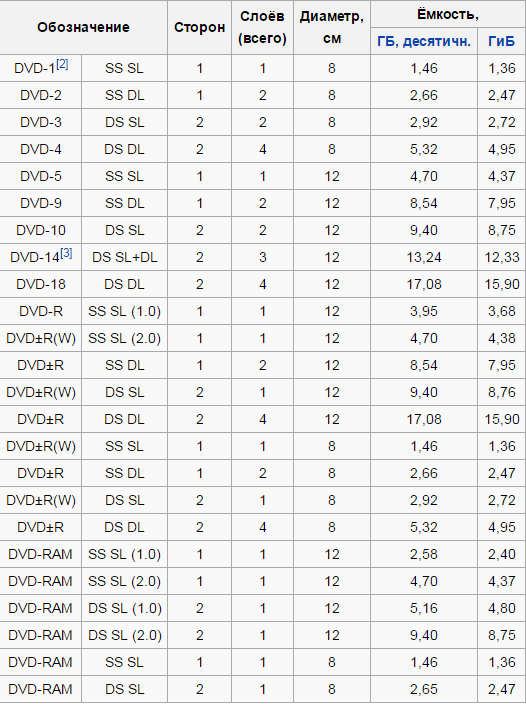 Обозначение Сторон Слоёв (всего) Диаметр, см Ёмкость,
ГБ, десятичн. ГиБ
DVD-1[2] SS SL 1 1 8 1,46 1,36
DVD-2 SS DL 1 2 8 2,66 2,47
DVD-3 DS SL 2 2 8 2,92 2,72
DVD-4 DS DL 2 4 8 5,32 4,95
DVD-5 SS SL 1 1 12 4,70 4,37
DVD-9 SS DL 1 2 12 8,54 7,95
DVD-10 DS SL 2 2 12 9,40 8,75
DVD-14[3] DS SL+DL 2 3 12 13,24 12,33
DVD-18 DS DL 2 4 12 17,08 15,90
DVD-R SS SL (1.0) 1 1 12 3,95 3,68
DVD±R(W) SS SL (2.0) 1 1 12 4,70 4,38
DVD±R SS DL 1 2 12 8,54 7,95
DVD±R(W) DS SL 2 1 12 9,40 8,76
DVD±R DS DL 2 4 12 17,08 15,90
DVD±R(W) SS SL 1 1 8 1,46 1,36
DVD±R SS DL 1 2 8 2,66 2,47
DVD±R(W) DS SL 2 1 8 2,92 2,72
DVD±R DS DL 2 4 8 5,32 4,95
DVD-RAM SS SL (1.0) 1 1 12 2,58 2,40
DVD-RAM SS SL (2.0) 1 1 12 4,70 4,37
DVD-RAM DS SL (1.0) 2 1 12 5,16 4,80
DVD-RAM DS SL (2.0) 2 1 12 9,40 8,75
DVD-RAM SS SL 1 1 8 1,46 1,36
DVD-RAM DS SL 2 1 8 2,65 2,47